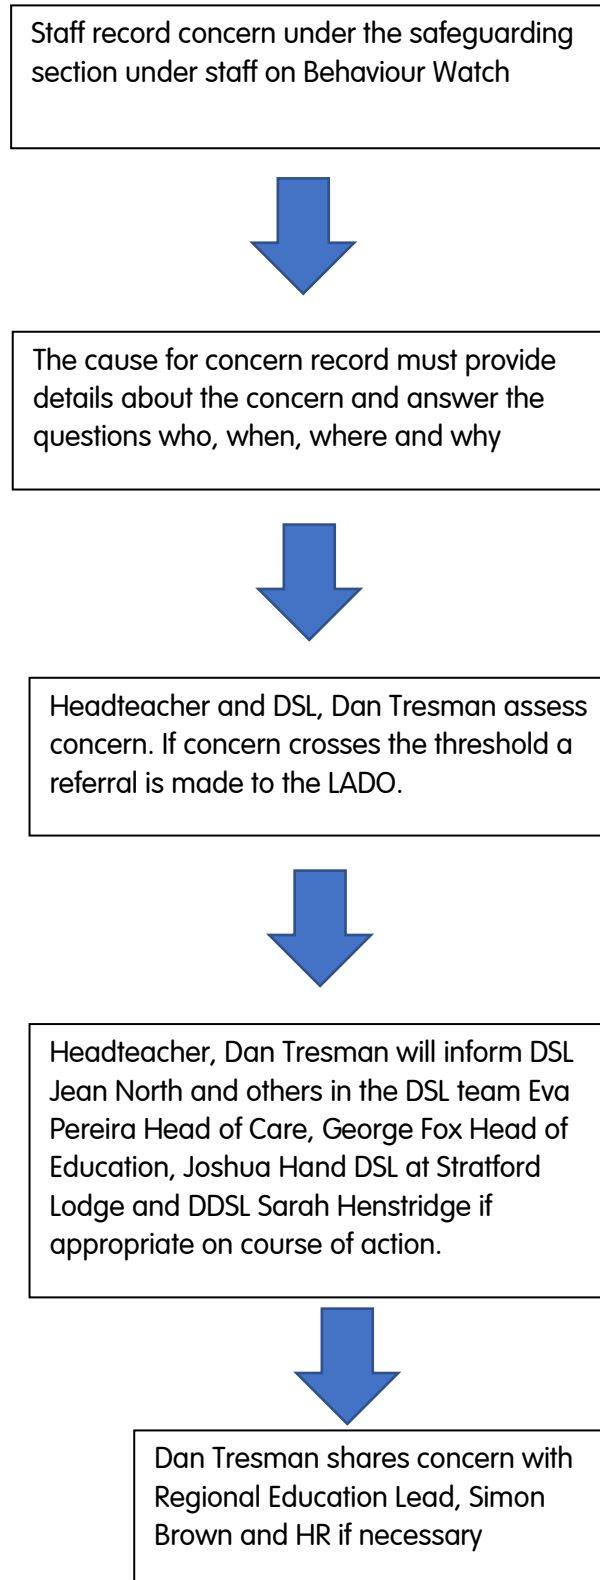 Staff record concern under the safeguarding
section under staff on Behaviour Watch
The cause for concern record must provide
details about the concern and answer the
questions who, when, where and why
Headteacher and DSL, Dan Tresman assess
concern. If concern crosses the threshold a
referral is made to the LADO.
Headteacher, Dan Tresman will inform DSL
Jean North and others in the DSL team Eva
Pereira Head of Care, George Fox Head of
Education, Joshua Hand DSL at Stratford
Lodge and DDSL Sarah Henstridge if
appropriate on course of action.
Dan Tresman shares concern with
Regional Education Lead, Simon
Brown and HR if necessary